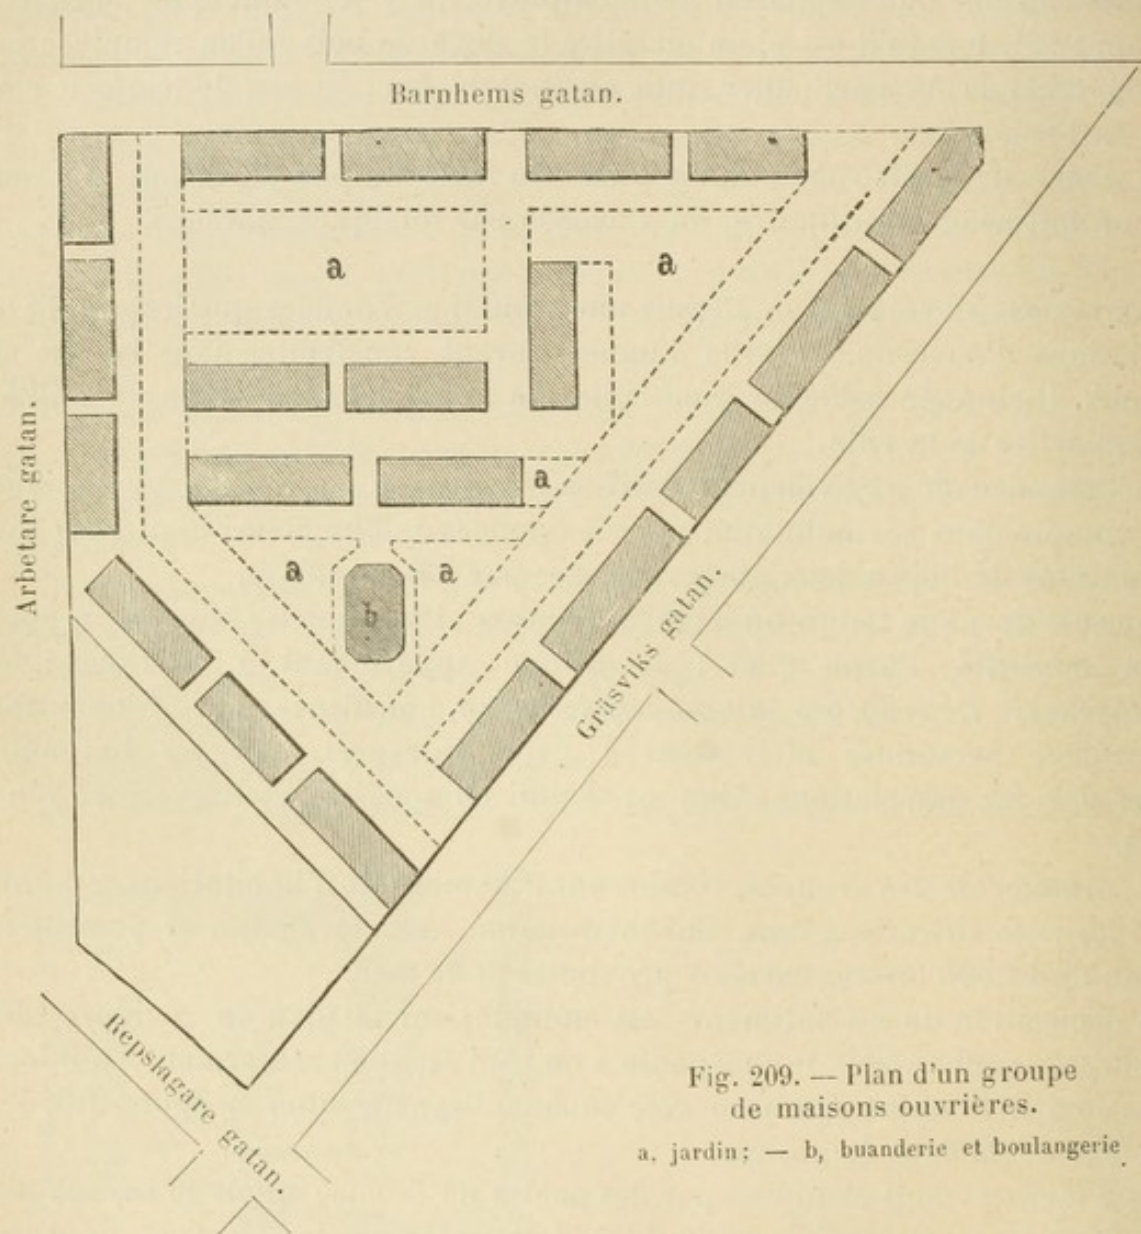 Barnhems gatan.
a
a
Arbetare gatan.
a
a
a
b
Gräsviks gatan.
Repslagare gatan.
Fig. 209. — Plan d'un groupe
de maisons ouvrières.
a. jardin; — b, buanderie et boulangerie